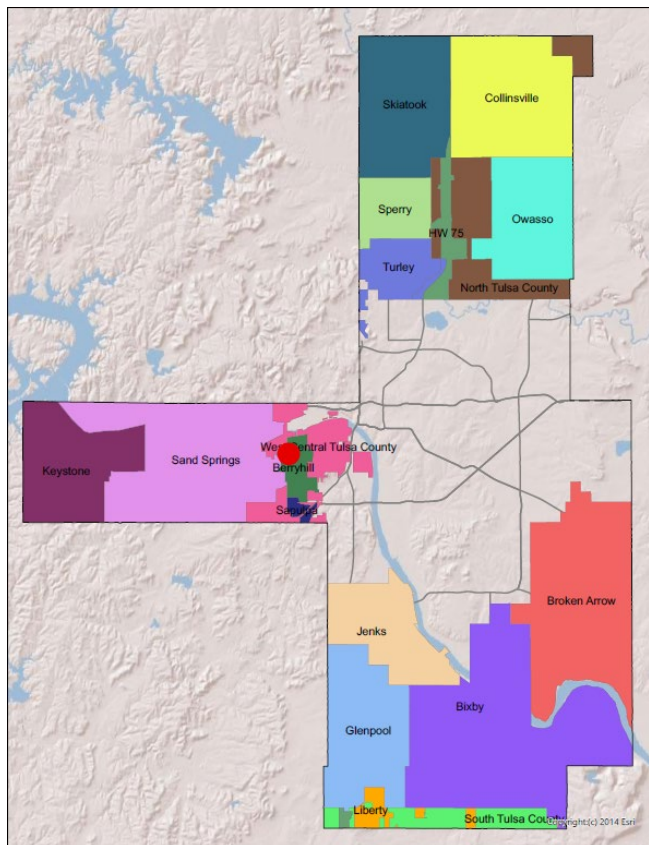 Skiatook
Collinsville
Sperry
Owasso
HW 75
Turley
North Tulsa County
West Central Tulsa County
Keystone
Sand Springs
Berryhill
Sapulpa
Broken Arrow
Jenks
Bixby
Glenpool
Liberty
South Tulsa County
Copyright:(c) 2014 Esri